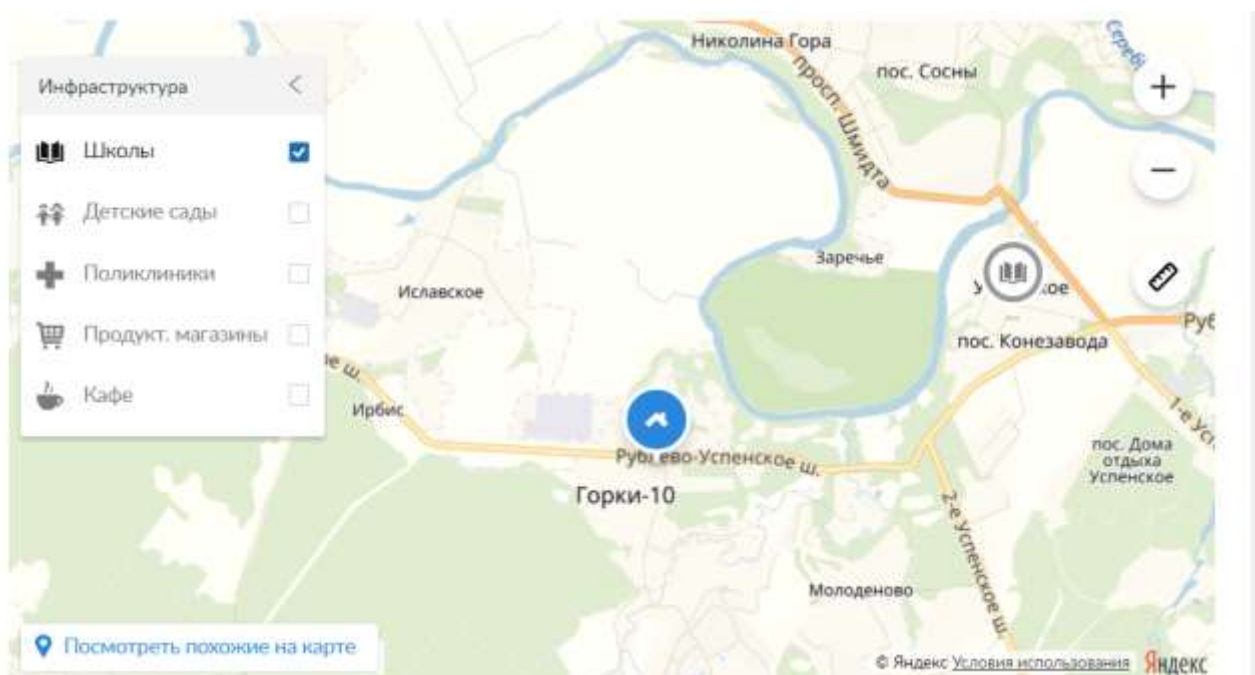 Николина Гора
пос. Сосны
просп. Шмидта
Инфраструктура
Школы
Детские сады
Поликлиники
Продукт. магазины
Кафе
Заречье
Иславское
пос. Конезавода
Ирбис
Успенское ш.
Горки-10
пос. Дома
отдыха
Успенское
2-е Успенское ш.
Молоденово
Посмотреть похожие на карте
© Яндекс Условия использования Яндекс